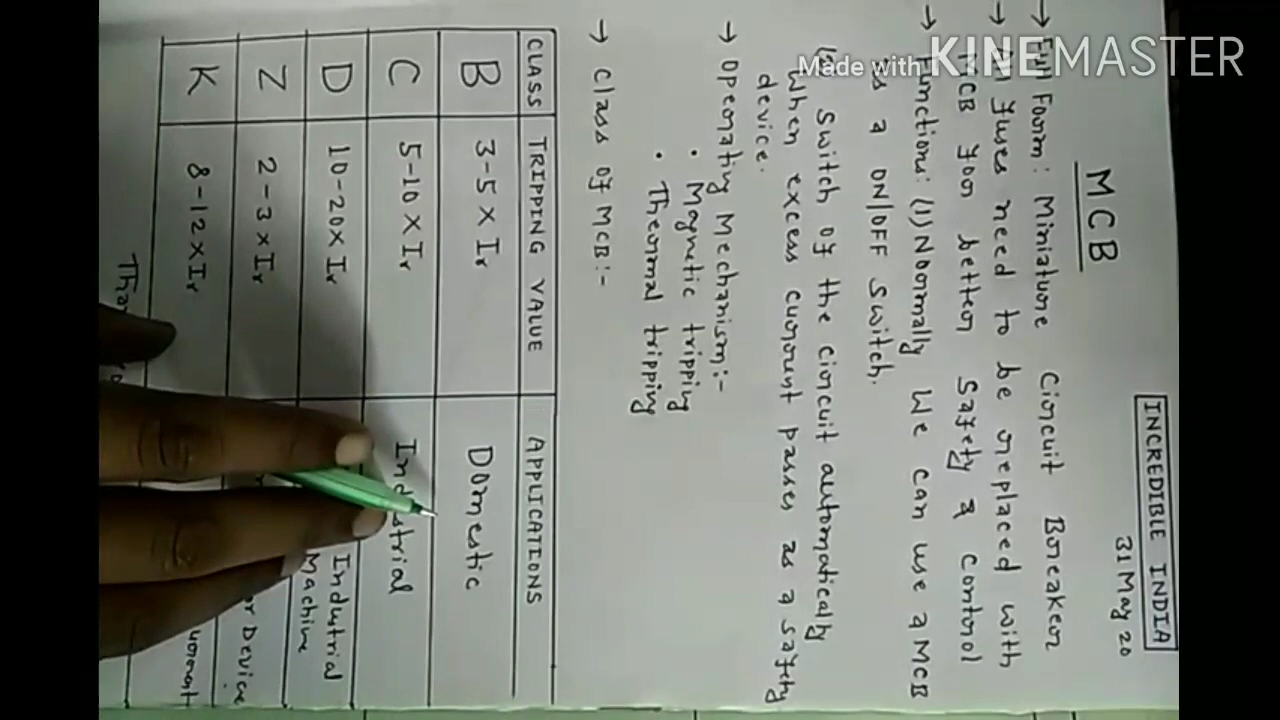 Made with KINEMASTER
INCREDIBLE INDIA
31 May 20
MCB
→ Full Form: Miniature Circuit Breaker
→ All fuses need to be replaced with
MCB for better Safety & Control
→ Functions: (1) Normally We can use a MCB
as a ON/OFF Switch.
Switch of the circuit automatically
When excess current passes as a safety
device.
→ Operating Mechanism:-
• Magnetic tripping
• Thermal tripping
→ Class of MCB:-
CLASS TRIPPING VALUE APPLICATIONS
B 3-5 X Ir Domestic
C 5-10 X Ir Industrial
D 10-20X Ir Indutrial
Machine
Z 2-3 X Ir Device
K 8-12 X Ir